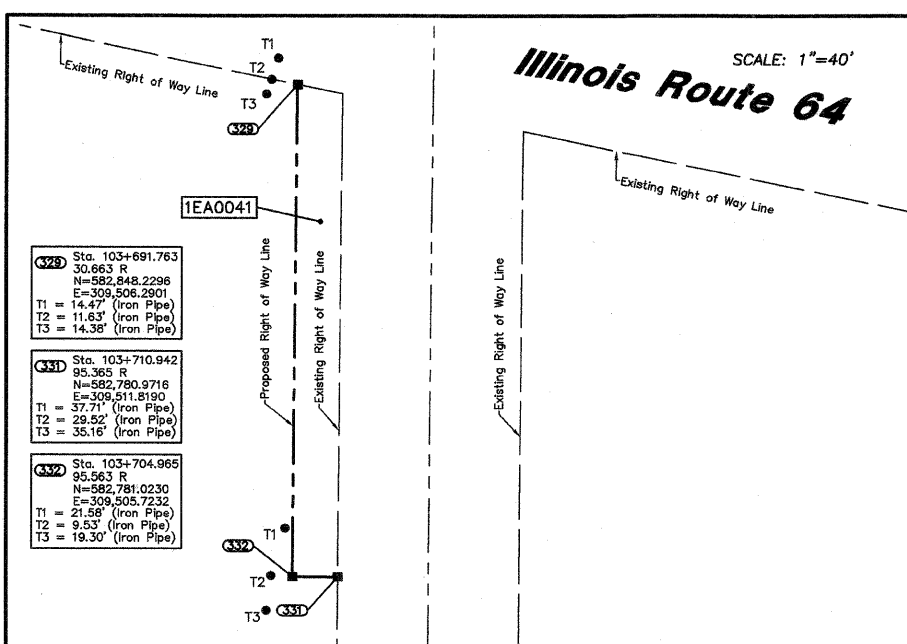 SCALE: 1"=40'
Illinois Route 64
T1
T2
T3
Existing Right of Way Line
329
Existing Right of Way Line
1EA0041
329 Sta. 103+691.763
30.663 R
N=582,848.2296
E=309,506.2901
T1 = 14.47' (Iron Pipe)
T2 = 11.63' (Iron Pipe)
T3 = 14.38' (Iron Pipe)
331 Sta. 103+710.942
95.365 R
N=582,780.9716
E=309,511.8190
T1 = 37.71' (Iron Pipe)
T2 = 29.52' (Iron Pipe)
T3 = 35.16' (Iron Pipe)
332 Sta. 103+704.965
95.563 R
N=582,781.0230
E=309,505.7232
T1 = 21.58' (Iron Pipe)
T2 = 9.53' (Iron Pipe)
T3 = 19.30' (Iron Pipe)
Proposed Right of Way Line
Existing Right of Way Line
Existing Right of Way Line
T1
332
T2
T3
331